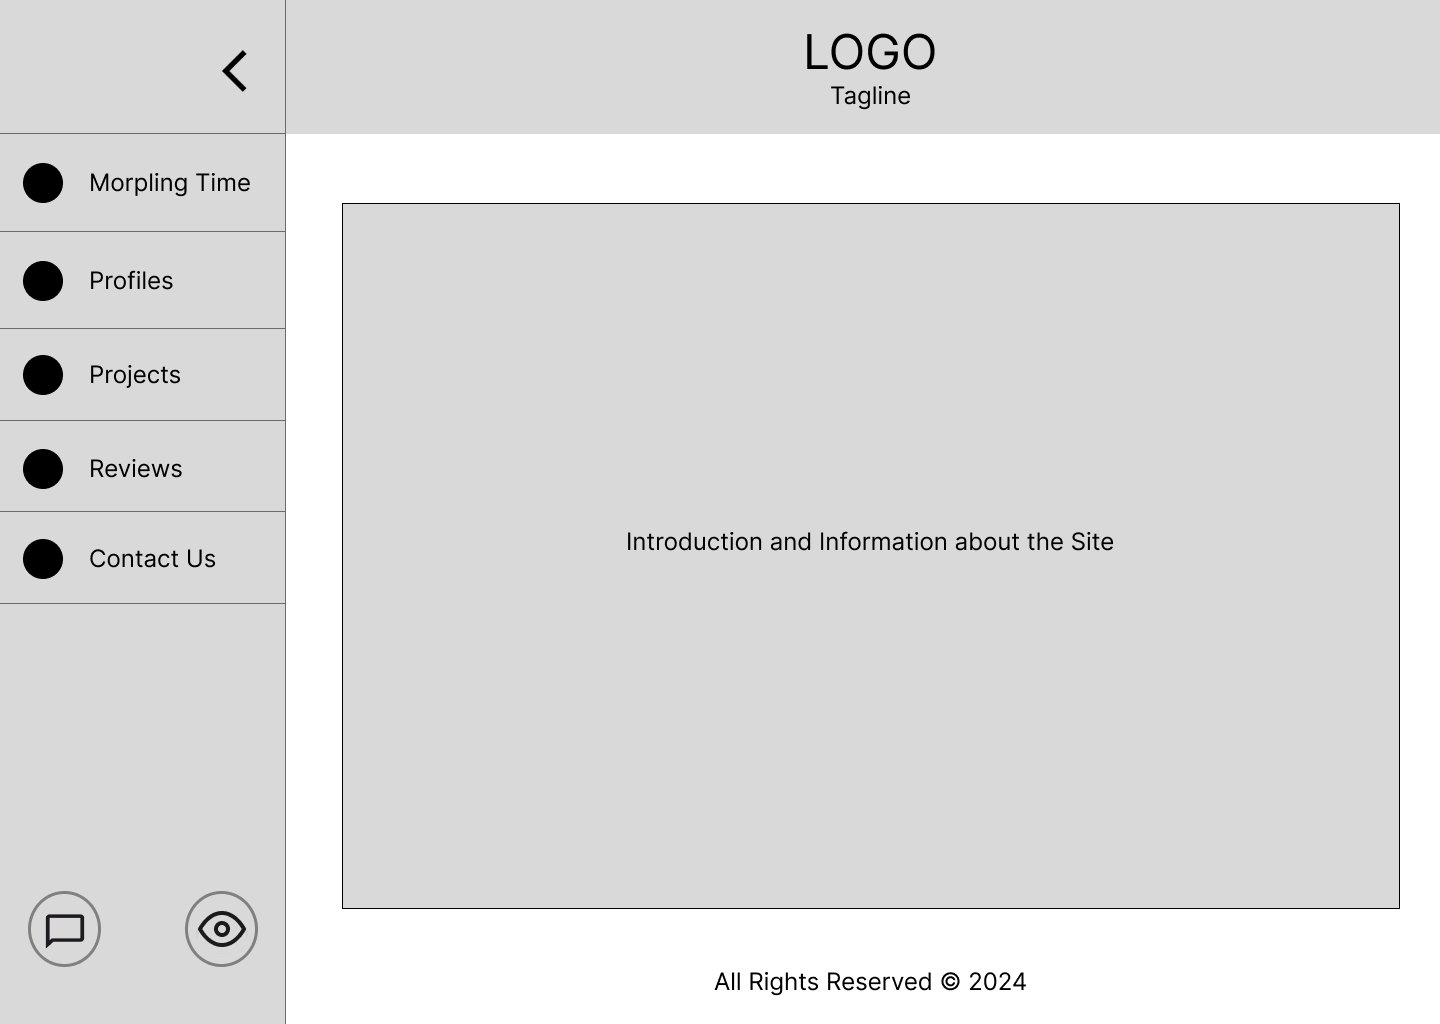 LOGO
Tagline
Morpling Time
Profiles
Projects
Reviews
Contact Us
Introduction and Information about the Site
All Rights Reserved © 2024